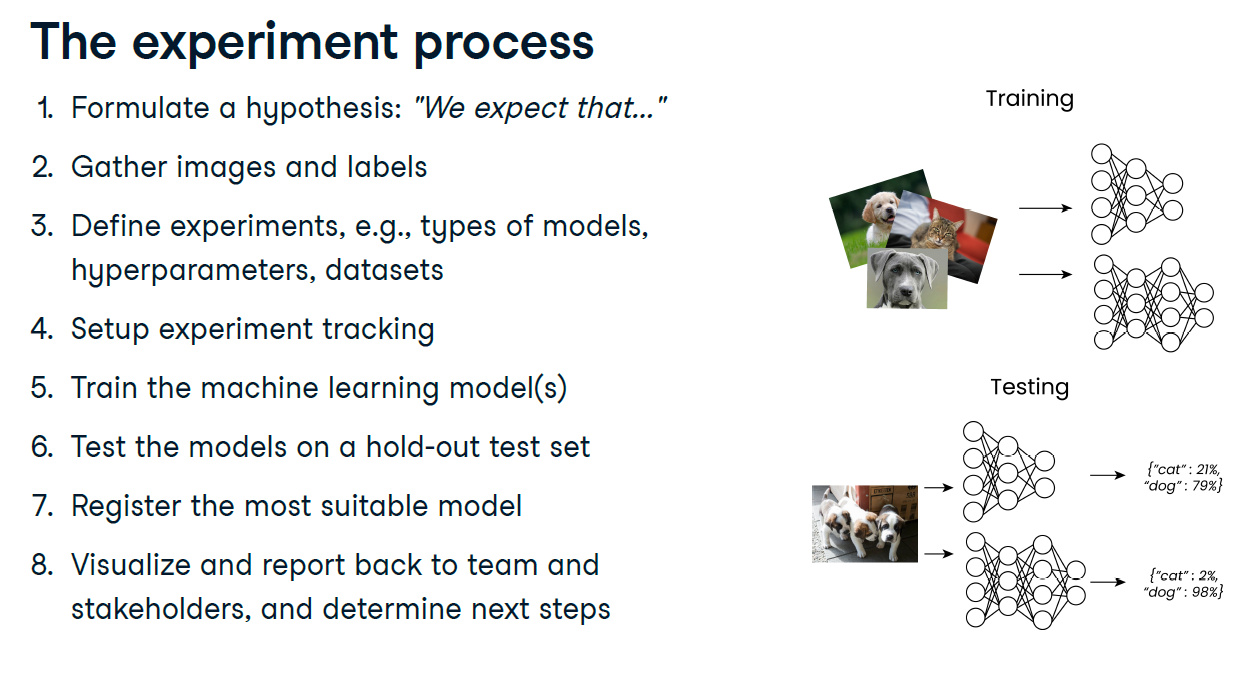 The experiment process
1. Formulate a hypothesis: "We expect that..."
2. Gather images and labels
3. Define experiments, e.g., types of models,
hyperparameters, datasets
4. Setup experiment tracking
5. Train the machine learning model(s)
6. Test the models on a hold-out test set
7. Register the most suitable model
8. Visualize and report back to team and
stakeholders, and determine next steps
Training
Testing
{"cat" : 21%,
"dog" : 79%}
{"cat" : 2%,
"dog" : 98%}